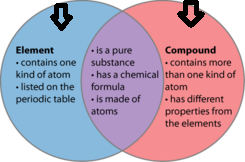 Element
• contains one
kind of atom
• listed on the
periodic table
• is a pure
substance
• has a chemical
formula
• is made of
atoms
Compound
• contains more
than one kind of
atom
• has different
properties from
the elements